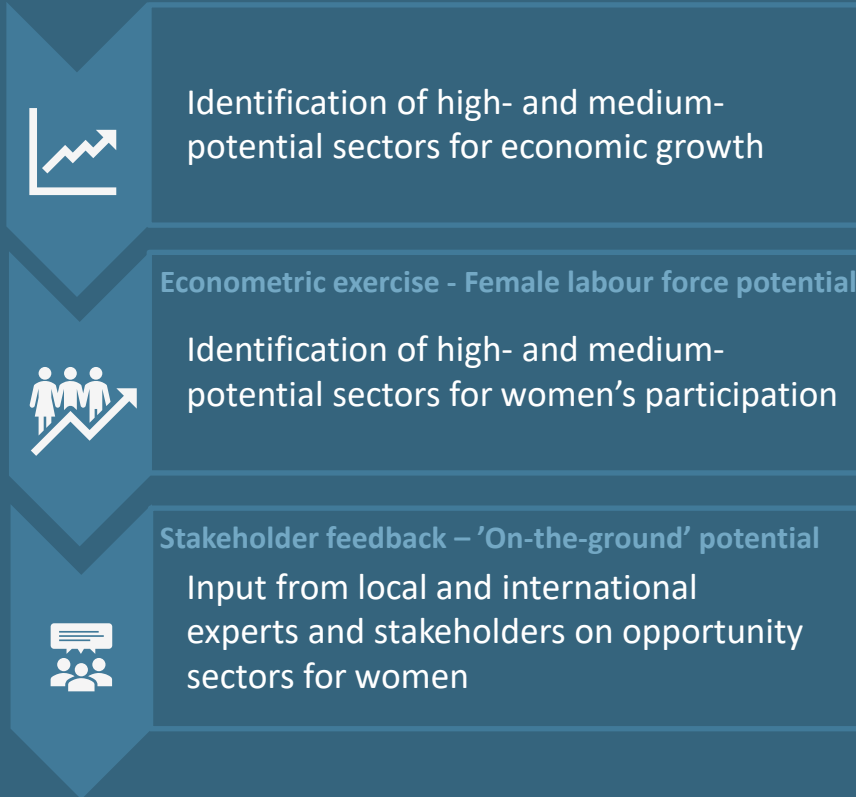 Identification of high- and medium-
potential sectors for economic growth
Econometric exercise - Female labour force potential
Identification of high- and medium-
potential sectors for women’s participation
Stakeholder feedback – ’On-the-ground’ potential
Input from local and international
experts and stakeholders on opportunity
sectors for women